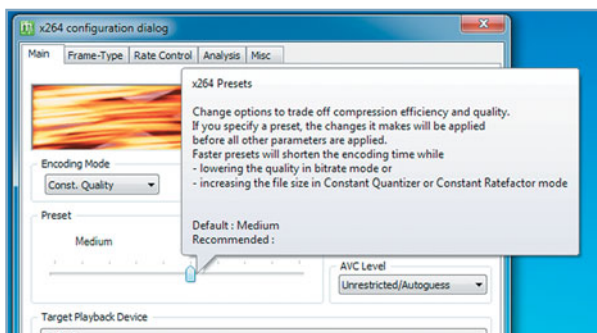 x264 configuration dialog
Main Frame-Type Rate Control Analysis Misc
x264 Presets
Change options to trade off compression efficiency and quality.
If you specify a preset, the changes it makes will be applied
before all other parameters are applied.
Faster presets will shorten the encoding time while
- lowering the quality in bitrate mode or
- increasing the file size in Constant Quantizer or Constant Ratefactor mode
Default : Medium
Recommended :
Encoding Mode
Const. Quality
Preset
Medium
AVC Level
Unrestricted/Autoguess
Target Playback Device